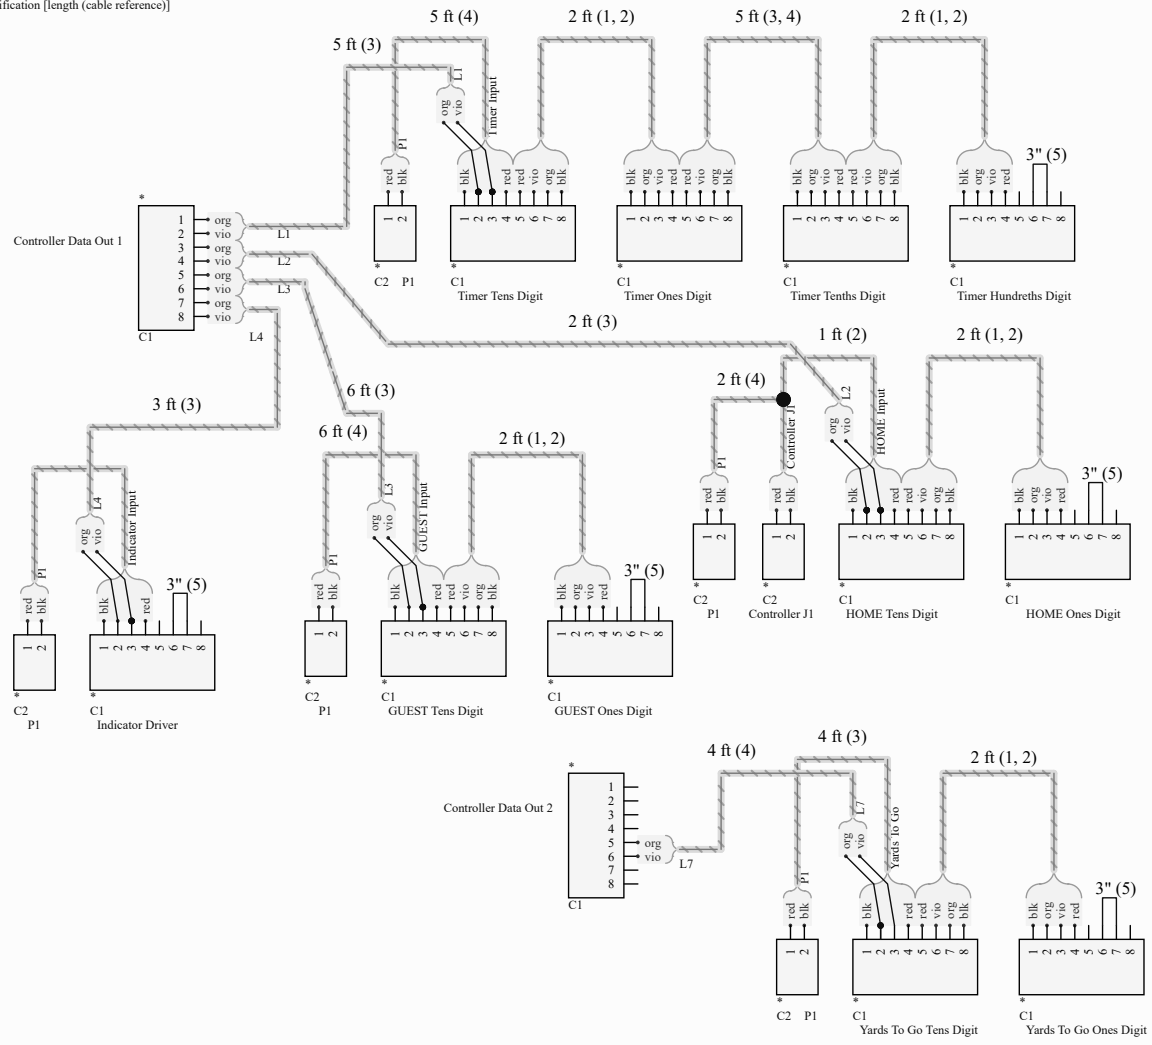 ification [length (cable reference)]
5 ft (4)
2 ft (1, 2)
5 ft (3, 4)
2 ft (1, 2)
5 ft (3)
L1
Timer Input
org
vio
P1
red
blk
blk
red
red
vio
org
blk
blk
org
vio
red
red
vio
org
blk
blk
org
vio
red
red
vio
org
blk
blk
org
vio
red
3" (5)
1 2
1 2 3 4 5 6 7 8
1 2 3 4 5 6 7 8
1 2 3 4 5 6 7 8
1 2 3 4 5 6 7 8
*
C2 P1
*
C1
Timer Tens Digit
*
C1
Timer Ones Digit
*
C1
Timer Tenths Digit
*
C1
Timer Hundreths Digit
*
Controller Data Out 1
1 org
2 vio
3 org
4 vio
5 org
6 vio
7 org
8 vio
C1
L1
L2
L3
L4
2 ft (3)
1 ft (2)
2 ft (1, 2)
2 ft (4)
L2
HOME Input
Controller J1
P1
org
vio
red
blk
red
blk
blk
red
red
vio
org
blk
blk
org
vio
red
3" (5)
1 2
1 2
1 2 3 4 5 6 7 8
1 2 3 4 5 6 7 8
*
C2
P1
*
C2
Controller J1
*
C1
HOME Tens Digit
*
C1
HOME Ones Digit
3 ft (3)
L4
Indicator Input
P1
org
vio
red
blk
blk
red
3" (5)
1 2
1 2 3 4 5 6 7 8
*
C2
P1
*
C1
Indicator Driver
6 ft (3)
6 ft (4)
2 ft (1, 2)
L3
GUEST Input
P1
org
vio
red
blk
blk
red
red
vio
org
blk
blk
org
vio
red
3" (5)
1 2
1 2 3 4 5 6 7 8
1 2 3 4 5 6 7 8
*
C2
P1
*
C1
GUEST Tens Digit
*
C1
GUEST Ones Digit
4 ft (4)
4 ft (3)
2 ft (1, 2)
*
Controller Data Out 2
1
2
3
4
5 org
6 vio
7
8
C1
L7
L7
Yards To Go
P1
org
vio
red
blk
blk
red
red
vio
org
blk
blk
org
vio
red
3" (5)
1 2
1 2 3 4 5 6 7 8
1 2 3 4 5 6 7 8
*
C2 P1
*
C1
Yards To Go Tens Digit
*
C1
Yards To Go Ones Digit